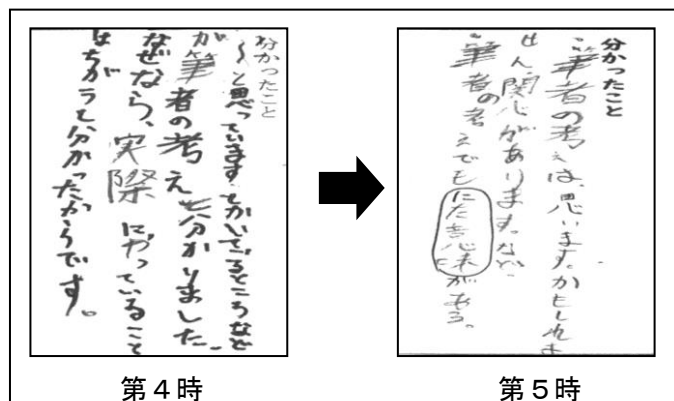 分かったこと
～と思っています。とかいてるところなど
が筆者の考えと分かりました。
なぜなら、実際にやっていること
はちがうと分かったからです。
第４時
分かったこと
・筆者の考えは、思います。かもしれま
せん。関心があります。など
・筆者の考えでもにた意味がある。
第５時